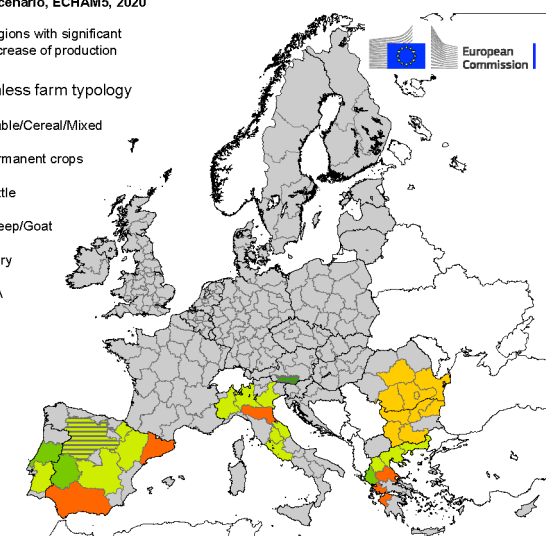 cenario, ECHAM5, 2020
gions with significant
crease of production
European
Commission
less farm typology
ble/Cereal/Mixed
rmanent crops
ttle
eep/Goat
ry